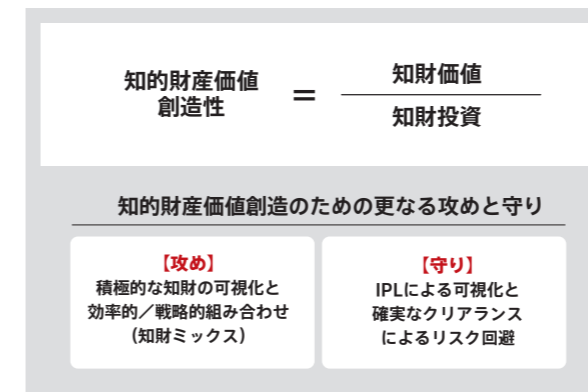 知的財産価値
創造性
=
知財価値
知財投資
知的財産価値創造のための更なる攻めと守り
【攻め】
積極的な知財の可視化と
効率的／戦略的組み合わせ
（知財ミックス）
【守り】
IPLによる可視化と
確実なクリアランス
によるリスク回避